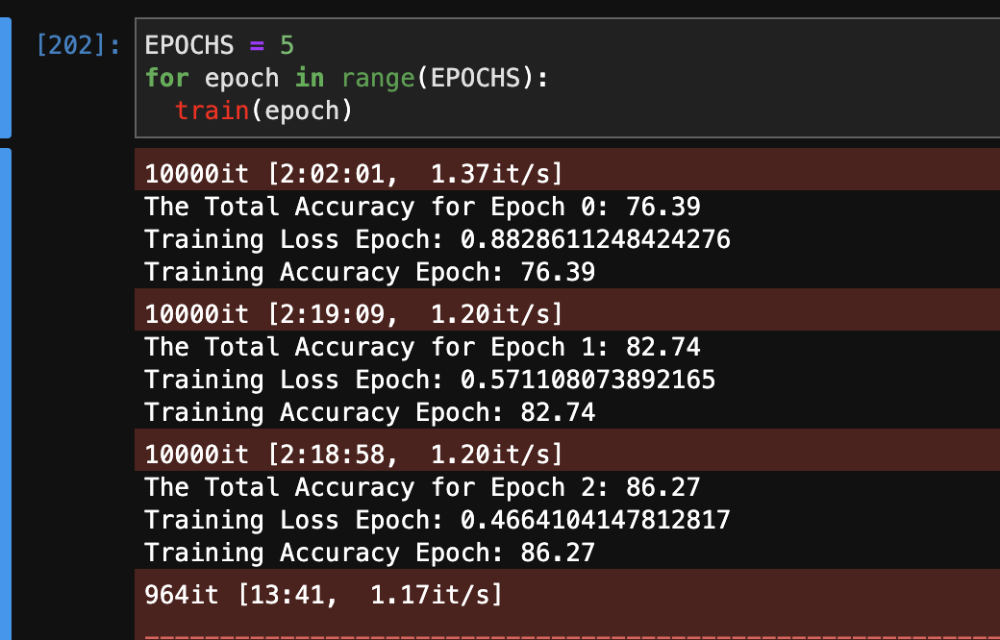 [202]: EPOCHS = 5
for epoch in range(EPOCHS):
  train(epoch)
10000it [2:02:01,  1.37it/s]
The Total Accuracy for Epoch 0: 76.39
Training Loss Epoch: 0.8828611248424276
Training Accuracy Epoch: 76.39
10000it [2:19:09,  1.20it/s]
The Total Accuracy for Epoch 1: 82.74
Training Loss Epoch: 0.571108073892165
Training Accuracy Epoch: 82.74
10000it [2:18:58,  1.20it/s]
The Total Accuracy for Epoch 2: 86.27
Training Loss Epoch: 0.4664104147812817
Training Accuracy Epoch: 86.27
964it [13:41,  1.17it/s]